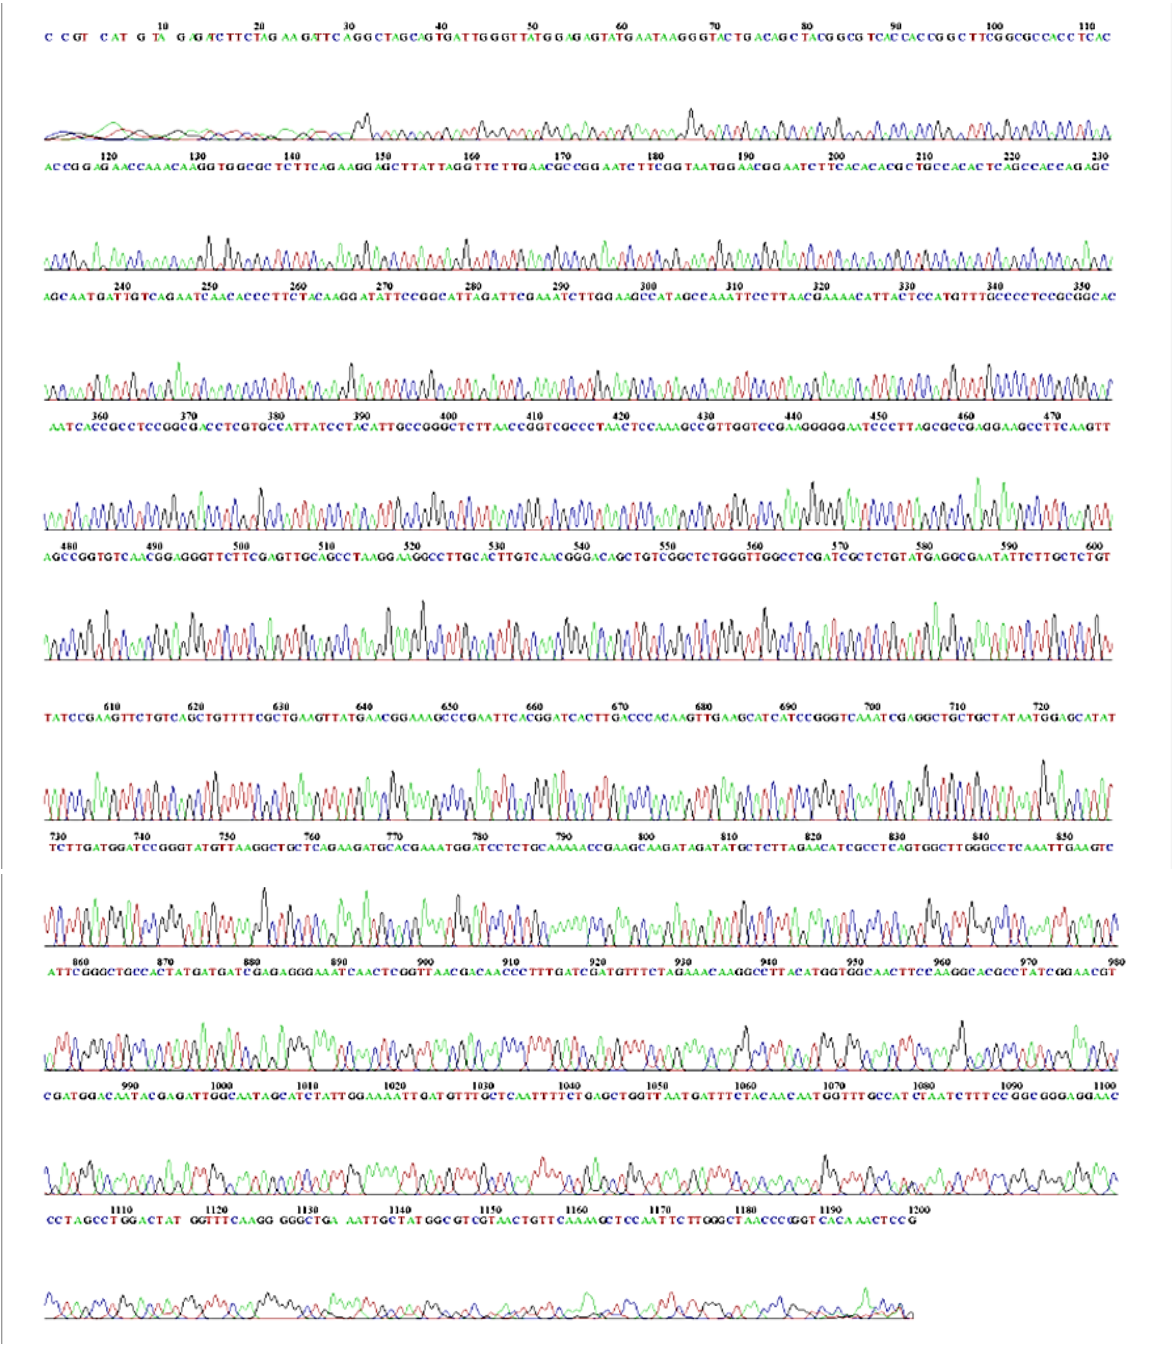 10 20 30 40 50 60 70 80 90 100 110
C CGT CAT G TA GAGATCTTCTAGAAGATTCAGGCTAGCAGTGATTGGGTTATGGAGAGTATGAATAAGGGTACTGACAGCTACGGCGTCACCACCGGCTTCGGCGCCACCTCAC
120 130 140 150 160 170 180 190 200 210 220 230
ACCGGAGAACCAAACAAGGTGGCGCTCTTCAGAAGGAGCTTATTAGGTTCTTGAACGCCGGAATCTTCGGTAATGGAACGGAATCTTCACACACGCTGCCACACTCAGCCACCAGAGC
240 250 260 270 280 290 300 310 320 330 340 350
AGCAATGATTGTCAGAATCAACACCCTTCTACAAGGATATTCCGGCATTAGATTCGAAATCTTGGAAGCCATAGCCAAATTCCTTAACGAAAACATTACTCCATGTTTGCCCCTCCGCGGCAC
360 370 380 390 400 410 420 430 440 450 460 470
AATCACCGCCTCCGGCGACCTCGTGCCATTATCCTACATTGCCGGGCTCTTAACCGGTCGCCCTAACTCCAAAGCCGTTGGTCCGAAGGGGGAATCCCTTAGCGCCGAGGAAGCCTTCAAGTT
480 490 500 510 520 530 540 550 560 570 580 590 600
AGCCGGTGTCAACGGAGGGTTCTTCGAGTTGCAGCCTAAGGAAGGCCTTGCACTTGTCAACGGGACAGCTGTCGGCTCTGGGTTGGCCTCGATCGCTCTGTATGAGGCGAATATTCTTGCTCTGT
610 620 630 640 650 660 670 680 690 700 710 720
TATCCGAAGTTCTGTCAGCTGTTTTCGCTGAAGTTATGAACGGAAAGCCCGAATTCACGGATCACTTGACCCACAAGTTGAAGCATCATCCGGGTCAAATCGAGGCTGCTGCTATAATGGAGCATAT
730 740 750 760 770 780 790 800 810 820 830 840 850
TCTTGATGGATCCGGGTATGTTAAGGCTGCTCAGAAGATGCACGAAATGGATCCTCTGCAAAAACCGAAGCAAGATAGATATGCTCTTAGAACATCGCCTCAGTGGCTTGGGCCTCAAATTGAAGTC
860 870 880 890 900 910 920 930 940 950 960 970 980
ATTCGGGCTGCCACTATGATGATCGAGAGGGAAATCAACTCGGTTAACGACAACCCTTTGATCGATGTTTCTAGAAACAAGGCCTTACATGGTGGCAACTTCCAAGGCACGCCTATCGGAACGT
990 1000 1010 1020 1030 1040 1050 1060 1070 1080 1090 1100
CGATGGACAATACGAGATTGGCAATAGCATCTATTGGAAAATTGATGTTTGCTCAATTTTCTGAGCTGGTTAATGATTTCTACAACAATGGTTTGCCATCTAATCTTTCCGGCGGGAGGAAC
1110 1120 1130 1140 1150 1160 1170 1180 1190 1200
CCTAGCCTGGACTAT GGTTTCAAGG GGGCTGA AATTGCTATGGCGTCGTAACTGTTCAAAAGCTCCAATTCTTGGGCTAACCCGGTCACAAACTCCG